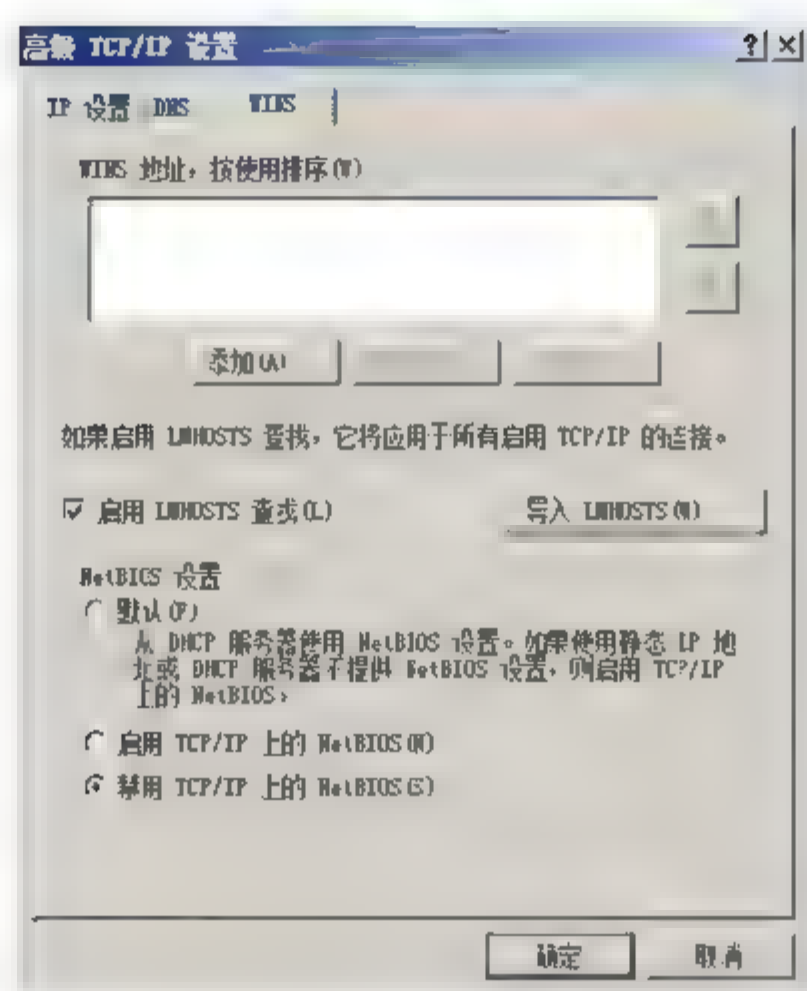 高级 TCP/IP 设置
IP 设置 DNS WINS
WINS 地址，按使用排序(W)
添加(A)
如果启用 LMHOSTS 查找，它将应用于所有启用 TCP/IP 的连接。
启用 LMHOSTS 查找(L)
导入 LMHOSTS(M)
NetBIOS 设置
默认(F)
从 DHCP 服务器使用 NetBIOS 设置。如果使用静态 IP 地
址或 DHCP 服务器不提供 NetBIOS 设置，则启用 TCP/IP
上的 NetBIOS。
启用 TCP/IP 上的 NetBIOS(N)
禁用 TCP/IP 上的 NetBIOS(S)
确定
取消